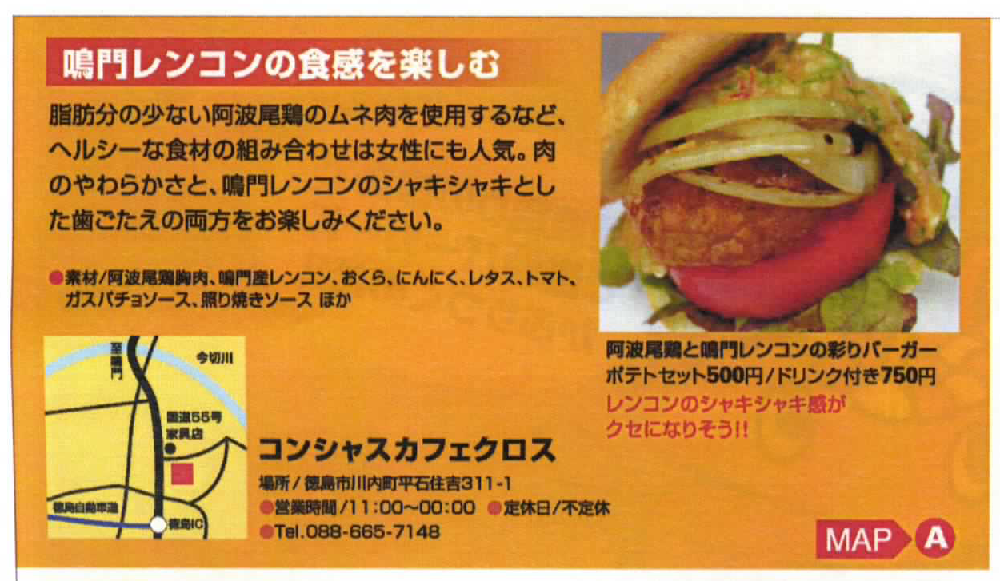 鳴門レンコンの食感を楽しむ
脂肪分の少ない阿波尾鶏のムネ肉を使用するなど、
ヘルシーな食材の組み合わせは女性にも人気。肉
のやわらかさと、鳴門レンコンのシャキシャキとし
た歯ごたえの両方をお楽しみください。
●素材/阿波尾鶏胸肉、鳴門産レンコン、おくら、にんにく、レタス、トマト、
ガスパチョソース、照り焼きソース ほか
阿波尾鶏と鳴門レンコンの彩りバーガー
ポテトセット500円/ドリンク付き750円
レンコンのシャキシャキ感が
クセになりそう!!
至鳴門
今切川
国道55号
家具店
徳島自動車道
徳島IC
コンシャスカフェクロス
場所/徳島市川内町平石住吉311-1
●営業時間/11:00〜00:00 ●定休日/不定休
●Tel.088-665-7148
MAP A